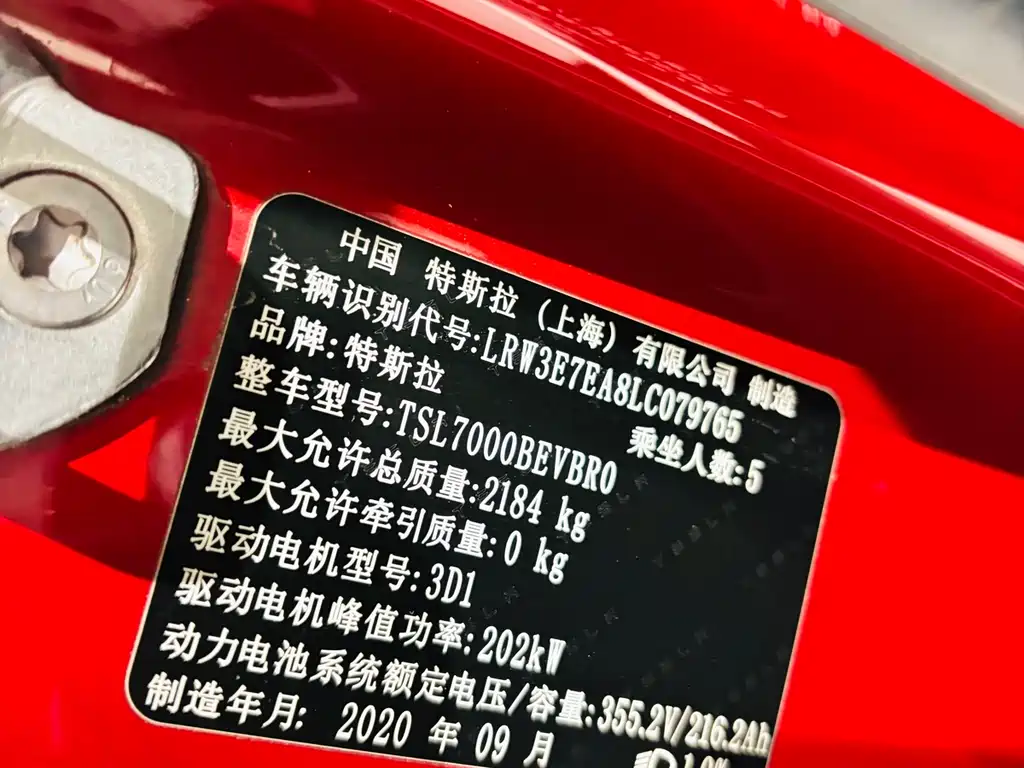 中国 特斯拉（上海）有限公司 制造
车辆识别代号:LRW3E7EA8LC079765
品牌:特斯拉 乘坐人数:5
整车型号:TSL7000BEVBR0
最大允许总质量:2184 kg
最大允许牵引质量:0 kg
驱动电机型号:3D1
驱动电机峰值功率:202kW
动力电池系统额定电压/容量:355.2V/216.2Ah
制造年月: 2020 年 09 月